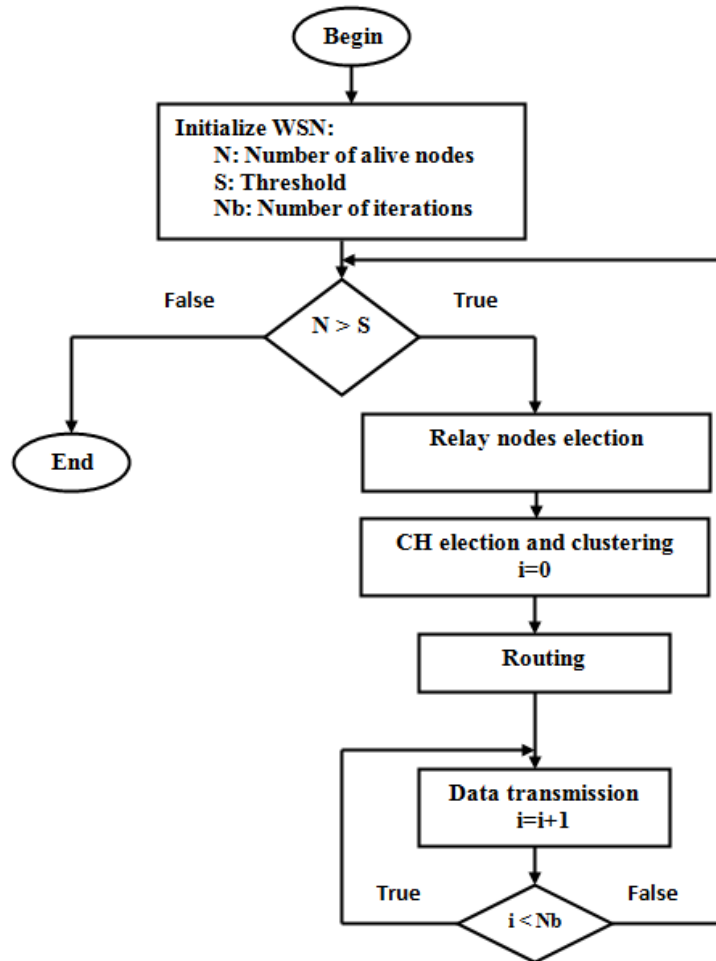 Begin
Initialize WSN:
N: Number of alive nodes
S: Threshold
Nb: Number of iterations
False
True
N > S
End
Relay nodes election
CH election and clustering
i=0
Routing
Data transmission
i=i+1
True
False
i < Nb